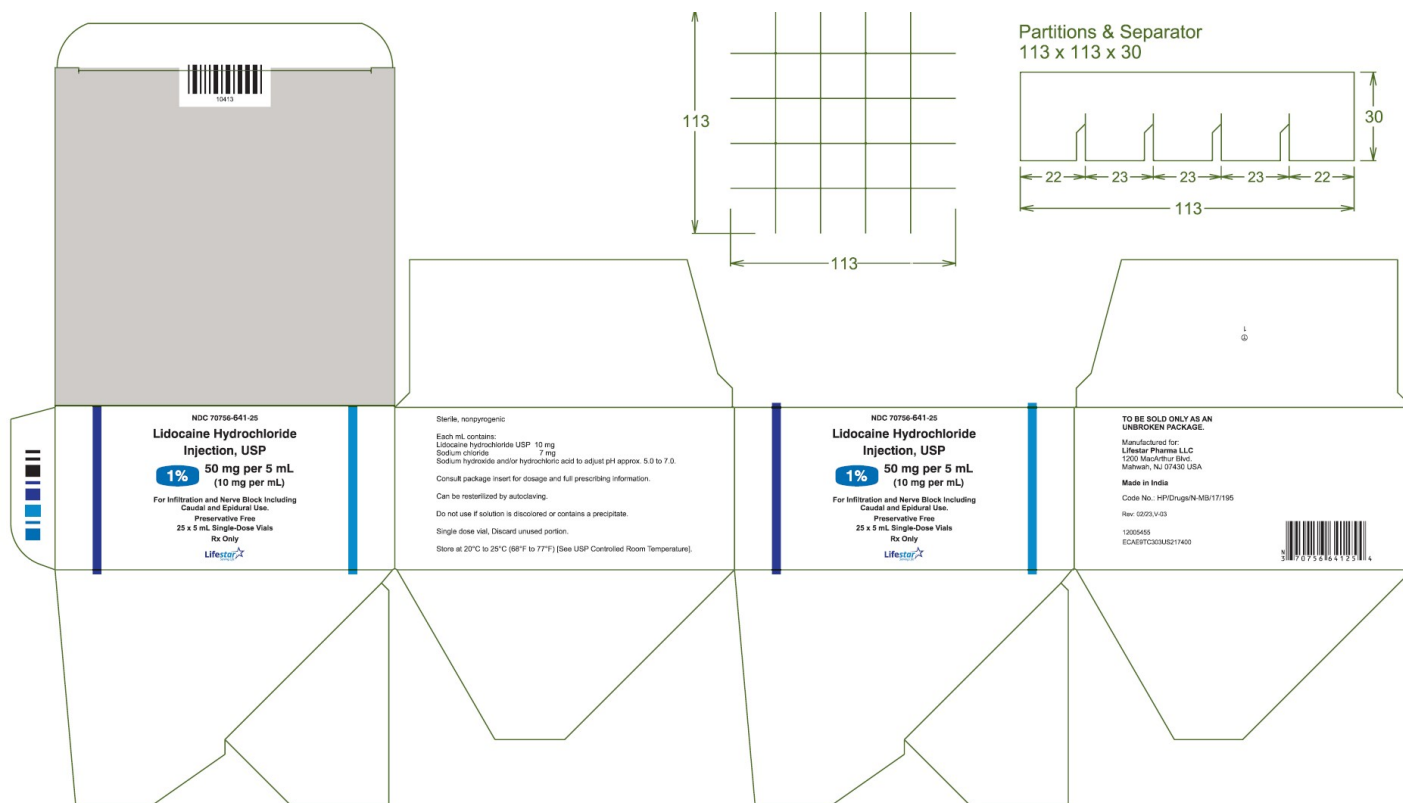 Partitions & Separator
113 x 113 x 30
10413
113
113
30
22
23
23
23
22
113
NDC 70756-641-25
Lidocaine Hydrochloride
Injection, USP
1%
50 mg per 5 mL
(10 mg per mL)
For Infiltration and Nerve Block Including
Caudal and Epidural Use.
Preservative Free
25 x 5 mL Single-Dose Vials
Rx Only
Lifestar
Sterile, nonpyrogenic
Each mL contains:
Lidocaine hydrochloride USP 10 mg
Sodium chloride 7 mg
Sodium hydroxide and/or hydrochloric acid to adjust pH approx. 5.0 to 7.0.
Consult package insert for dosage and full prescribing information.
Can be resterilized by autoclaving.
Do not use if solution is discolored or contains a precipitate.
Single dose vial, Discard unused portion.
Store at 20°C to 25°C (68°F to 77°F) [See USP Controlled Room Temperature].
NDC 70756-641-25
Lidocaine Hydrochloride
Injection, USP
1%
50 mg per 5 mL
(10 mg per mL)
For Infiltration and Nerve Block Including
Caudal and Epidural Use.
Preservative Free
25 x 5 mL Single-Dose Vials
Rx Only
Lifestar
TO BE SOLD ONLY AS AN
UNBROKEN PACKAGE.
Manufactured for:
Lifestar Pharma LLC
1200 MacArthur Blvd.
Mahwah, NJ 07430 USA
Made in India
Code No.: HP/Drugs/N-MB/17/195
Rev: 02/23,V-03
12005455
ECAE9TC303US217400
N
3 70756 64125 4